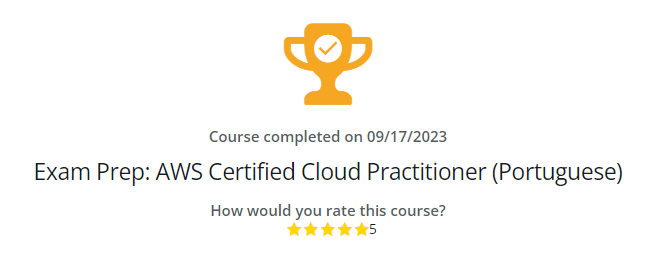 Course completed on 09/17/2023
Exam Prep: AWS Certified Cloud Practitioner (Portuguese)
How would you rate this course?
5